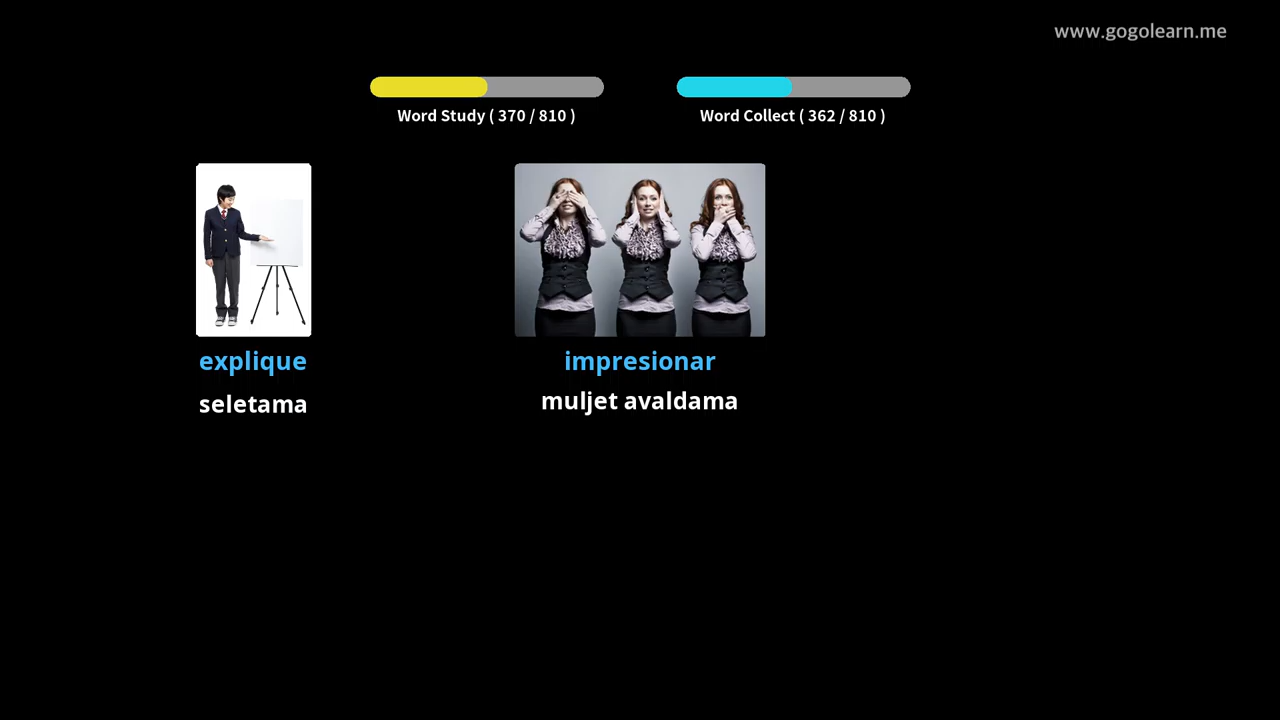 www.gogolearn.me
Word Study ( 370 / 810 )
Word Collect ( 362 / 810 )
explique
seletama
impresionar
muljet avaldama